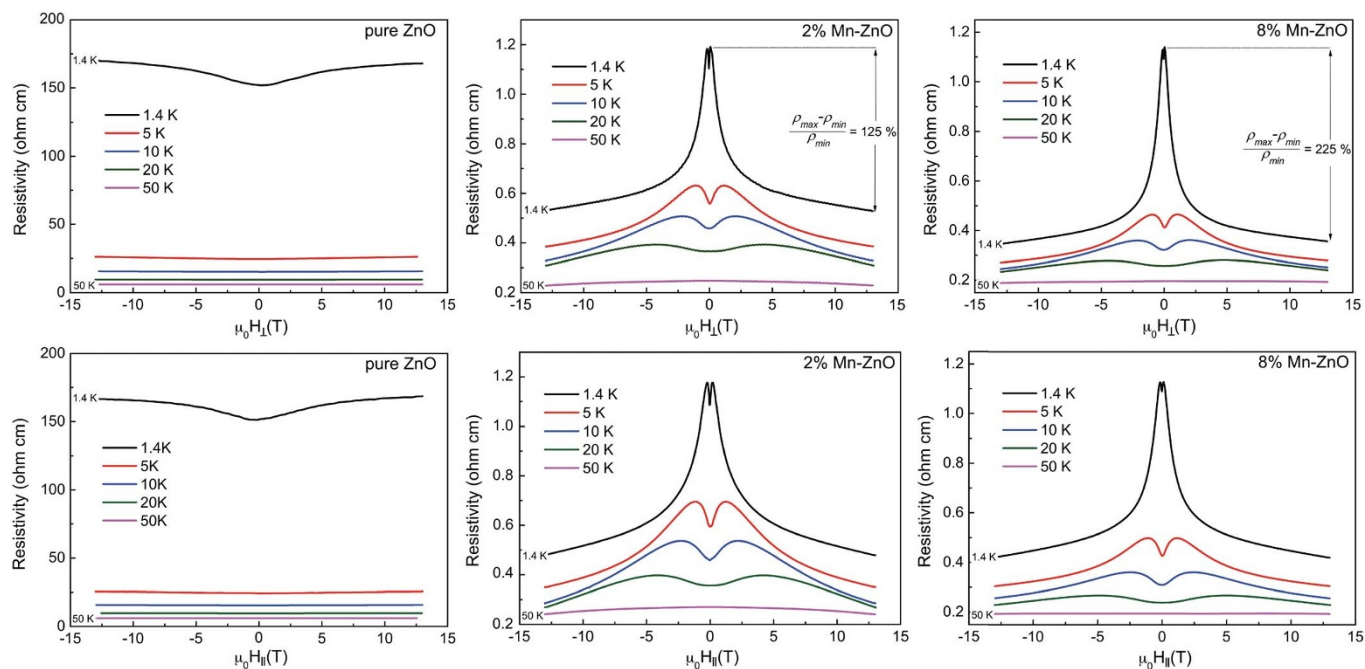 pure ZnO
200
150
100
50
0
Resistivity (ohm cm)
1.4 K
1.4 K
5 K
10 K
20 K
50 K
50 K
-15 -10 -5 0 5 10 15
μ₀H⊥(T)
2% Mn-ZnO
1.2
1.0
0.8
0.6
0.4
0.2
Resistivity (ohm cm)
1.4 K
5 K
10 K
20 K
50 K
ρmax-ρmin
ρmin
= 125 %
1.4 K
50 K
-15 -10 -5 0 5 10 15
μ₀H⊥(T)
8% Mn-ZnO
1.2
1.0
0.8
0.6
0.4
0.2
Resistivity (ohm cm)
1.4 K
5 K
10 K
20 K
50 K
ρmax-ρmin
ρmin
= 225 %
1.4 K
50 K
-15 -10 -5 0 5 10 15
μ₀H⊥(T)
pure ZnO
200
150
100
50
0
Resistivity (ohm cm)
1.4 K
1.4K
5K
10K
20K
50K
50 K
-15 -10 -5 0 5 10 15
μ₀H||(T)
2% Mn-ZnO
1.2
1.0
0.8
0.6
0.4
0.2
Resistivity (ohm cm)
1.4 K
5 K
10 K
20 K
50 K
1.4 K
50 K
-15 -10 -5 0 5 10 15
μ₀H||(T)
8% Mn-ZnO
1.2
1.0
0.8
0.6
0.4
0.2
Resistivity (ohm cm)
1.4 K
5 K
10 K
20 K
50 K
1.4 K
50 K
-15 -10 -5 0 5 10 15
μ₀H||(T)